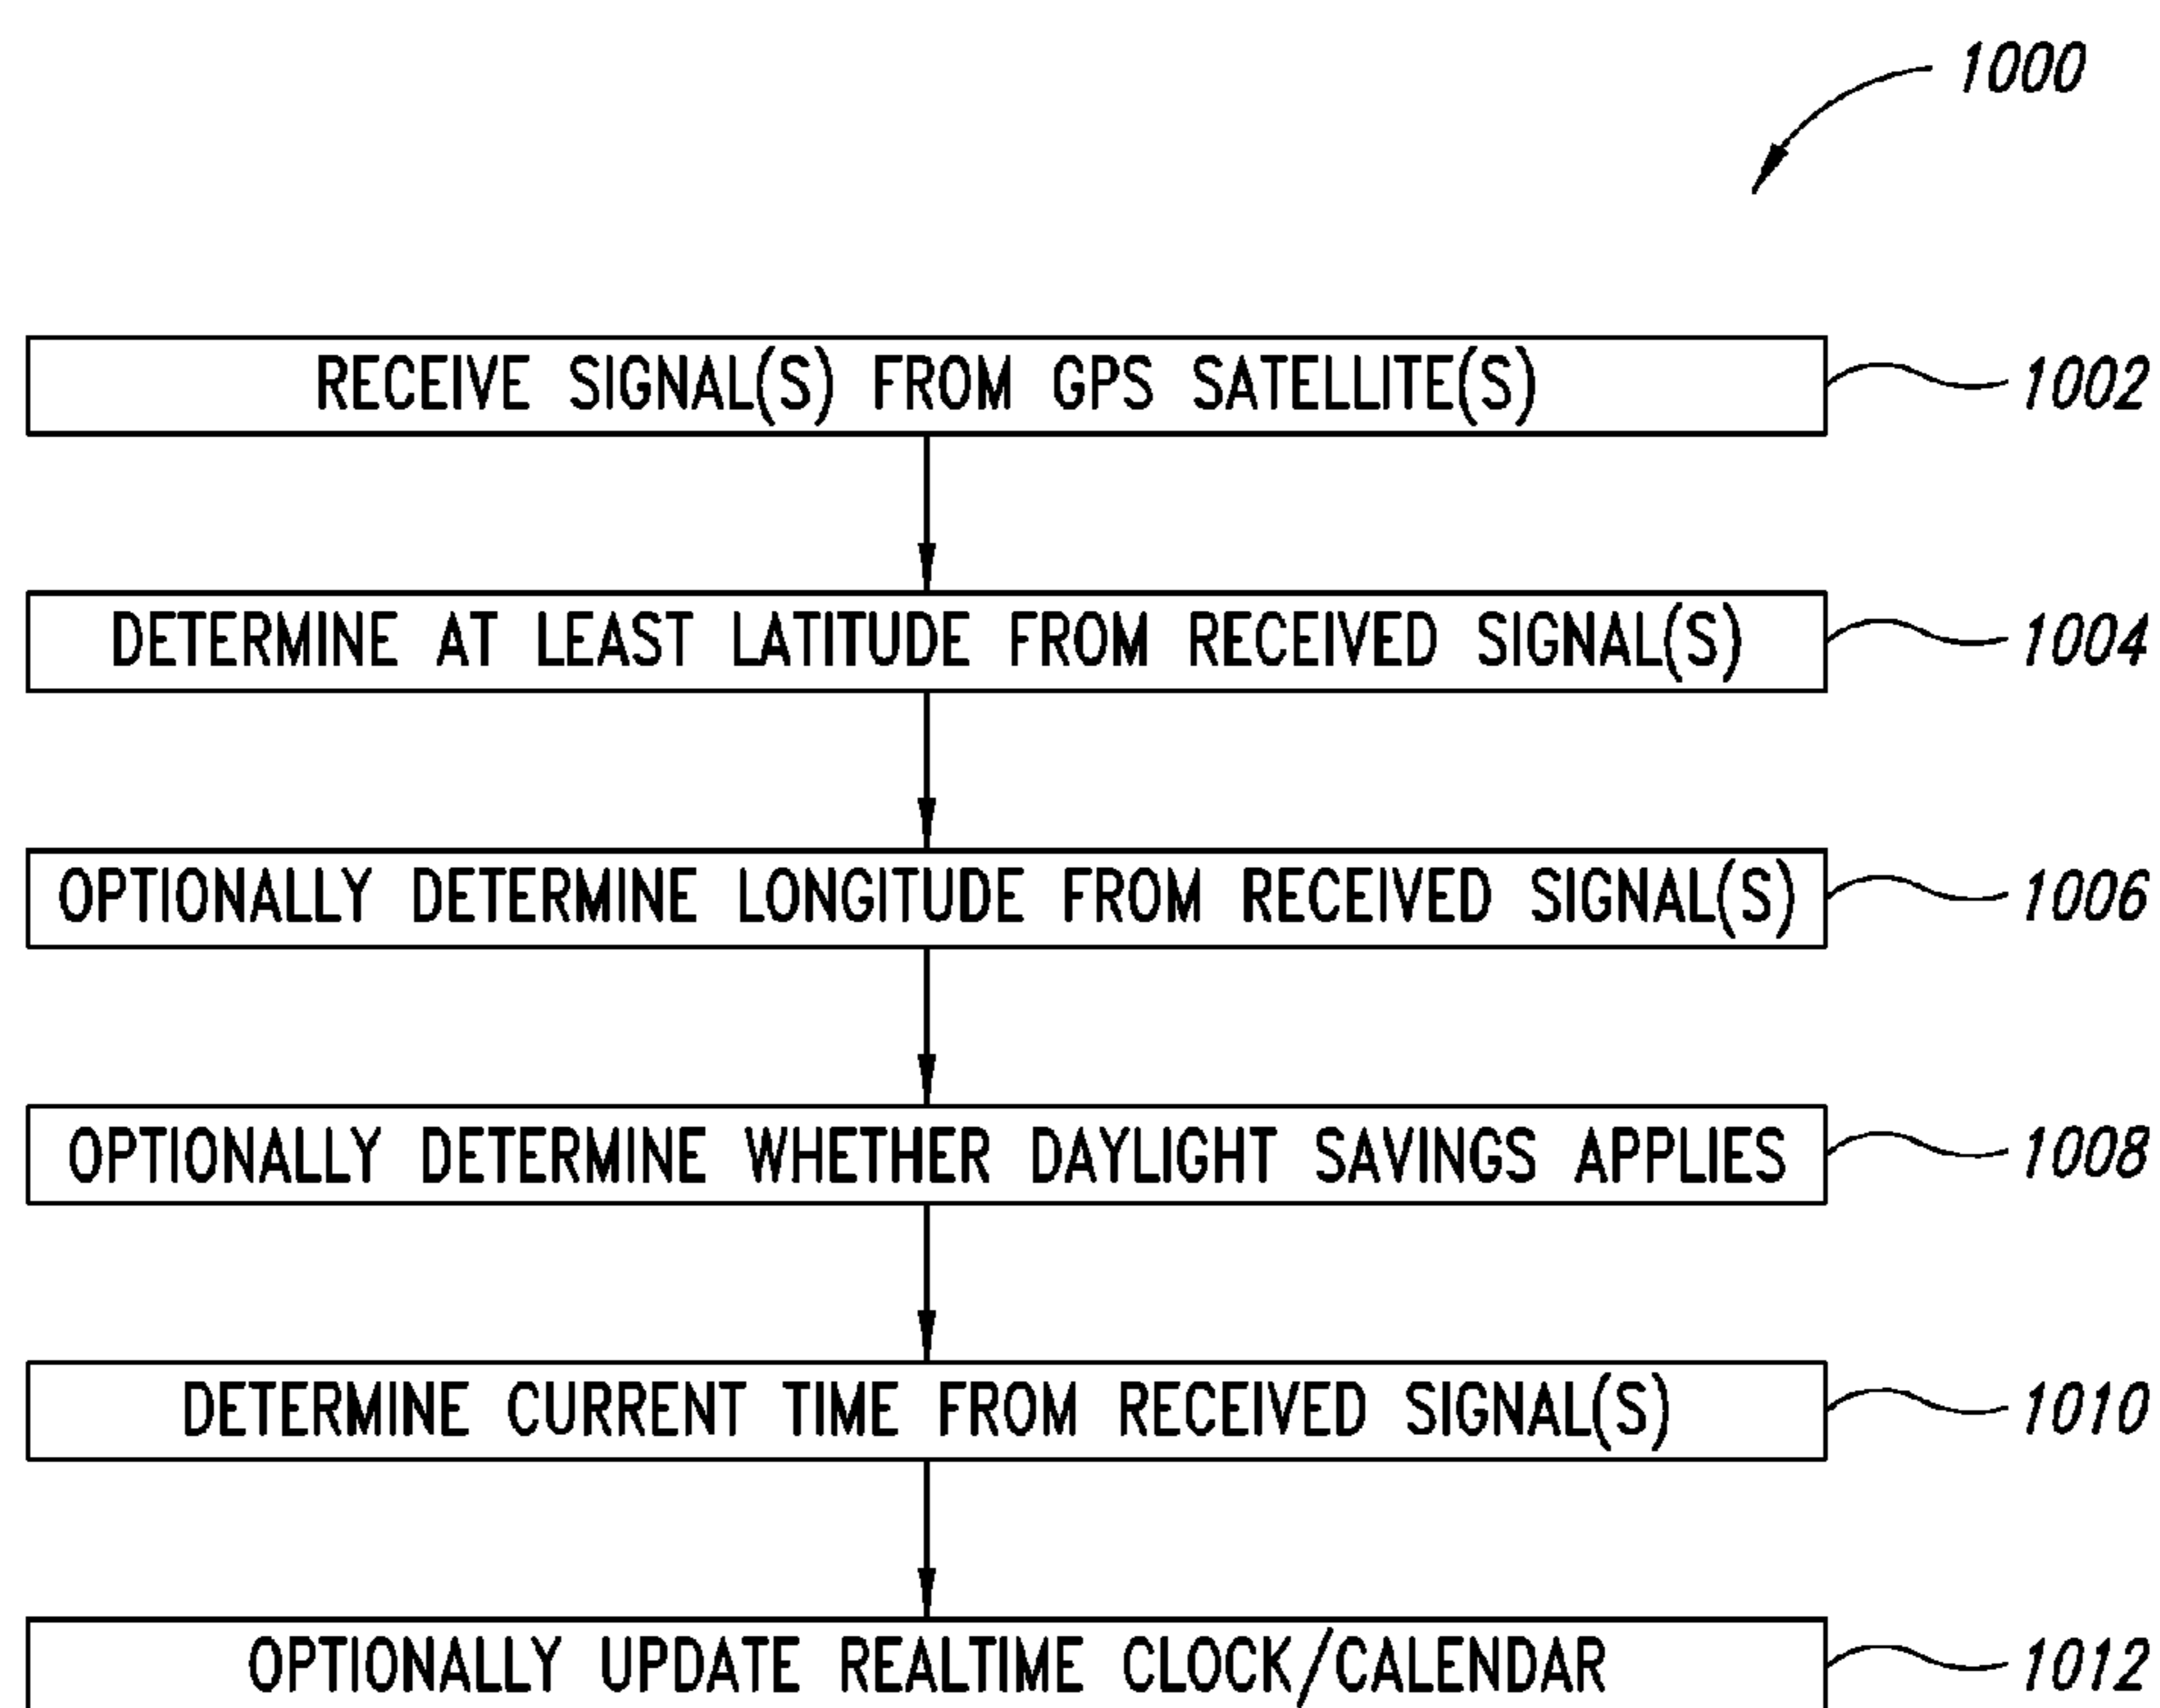 1000
RECEIVE SIGNAL(S) FROM GPS SATELLITE(S)
1002
DETERMINE AT LEAST LATITUDE FROM RECEIVED SIGNAL(S)
1004
OPTIONALLY DETERMINE LONGITUDE FROM RECEIVED SIGNAL(S)
1006
OPTIONALLY DETERMINE WHETHER DAYLIGHT SAVINGS APPLIES
1008
DETERMINE CURRENT TIME FROM RECEIVED SIGNAL(S)
1010
OPTIONALLY UPDATE REALTIME CLOCK/CALENDAR
1012